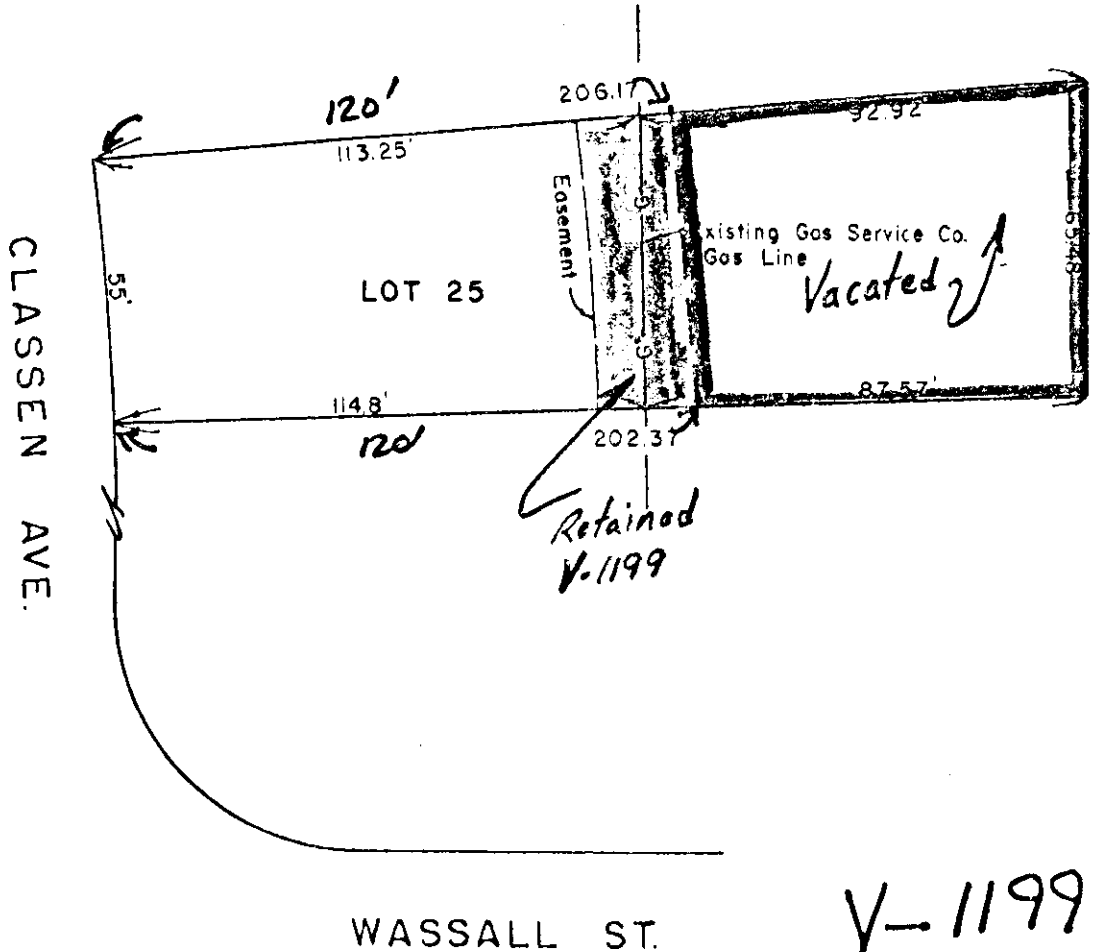 206.17'
120'
92.92'
113.25'
Easement
G
xisting Gas Service Co.
Gas Line
65.48'
Vacated
CLASSEN AVE.
55'
LOT 25
G
87.57'
114.8'
120'
202.37'
Retained
V-1199
WASSALL ST.
V-1199